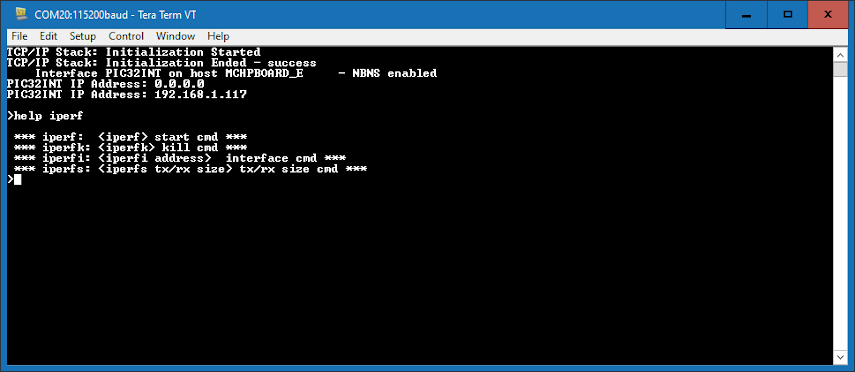 COM20:115200baud - Tera Term VT
File Edit Setup Control Window Help
TCP/IP Stack: Initialization Started
TCP/IP Stack: Initialization Ended - success
    Interface PIC32INT on host MCHPBOARD_E     - NBNS enabled
PIC32INT IP Address: 0.0.0.0
PIC32INT IP Address: 192.168.1.117
>help iperf
 *** iperf:  <iperf> start cmd ***
 *** iperfk: <iperfk> kill cmd ***
 *** iperfi: <iperfi address>  interface cmd ***
 *** iperfs: <iperfs tx/rx size> tx/rx size cmd ***
>